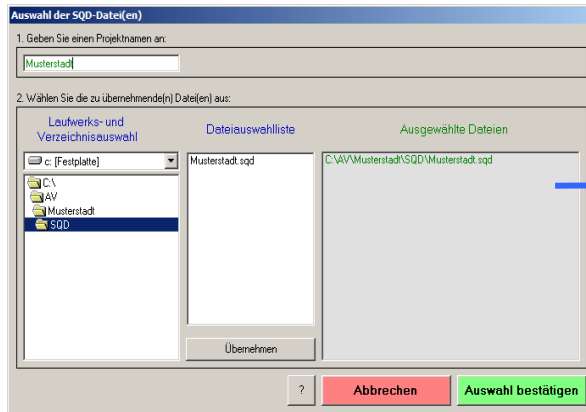 Auswahl der SQD-Datei(en)
1. Geben Sie einen Projektnamen an:
Musterstadt
2. Wählen Sie die zu übernehmende(n) Datei(en) aus:
Laufwerks- und
Verzeichnisauswahl
Dateiauswahlliste
Ausgewählte Dateien
c: [Festplatte]
C:\
AV
Musterstadt
SQD
Musterstadt.sqd
C:\AV\Musterstadt\SQD\Musterstadt.sqd
Übernehmen
?
Abbrechen
Auswahl bestätigen